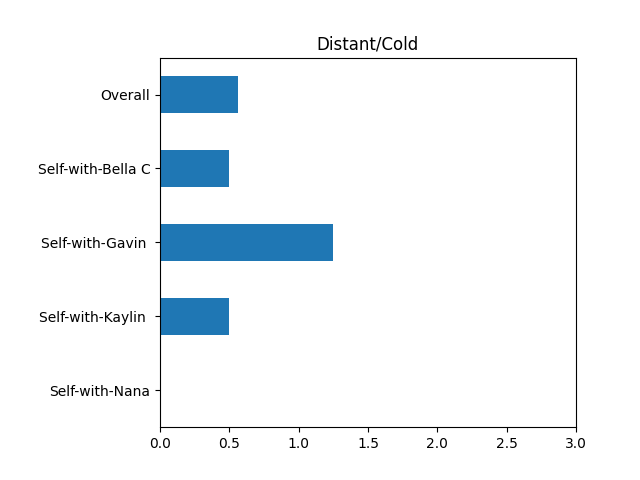 Distant/Cold
Overall
Self-with-Bella C
Self-with-Gavin
Self-with-Kaylin
Self-with-Nana
0.0 0.5 1.0 1.5 2.0 2.5 3.0